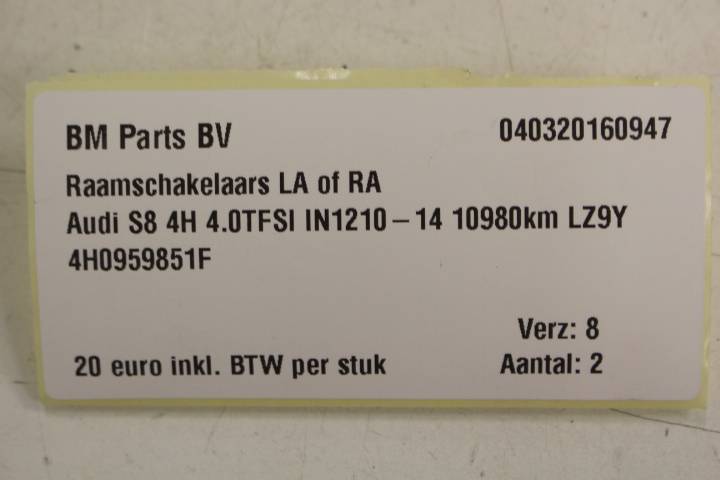 BM Parts BV 040320160947
Raamschakelaars LA of RA
Audi S8 4H 4.0TFSI IN1210-14 10980km LZ9Y
4H0959851F
Verz: 8
20 euro inkl. BTW per stuk Aantal: 2